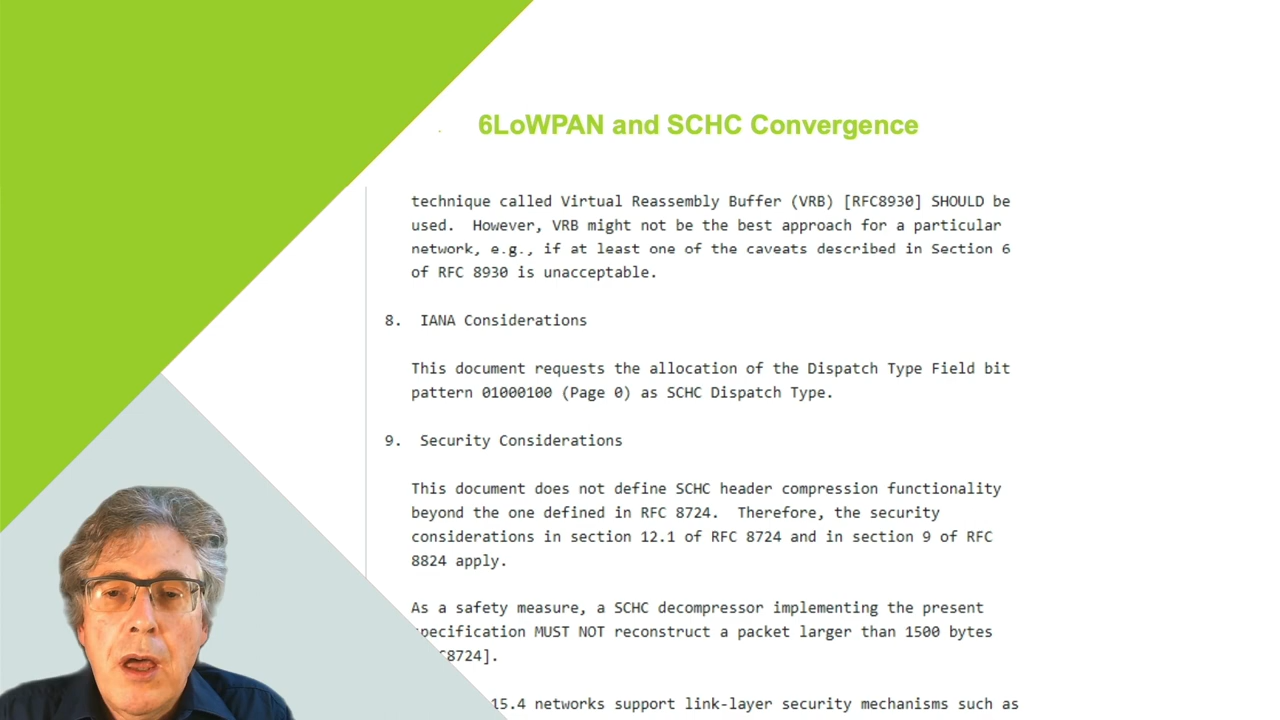 6LoWPAN and SCHC Convergence
technique called Virtual Reassembly Buffer (VRB) [RFC8930] SHOULD be
used. However, VRB might not be the best approach for a particular
network, e.g., if at least one of the caveats described in Section 6
of RFC 8930 is unacceptable.
8. IANA Considerations
This document requests the allocation of the Dispatch Type Field bit
pattern 01000100 (Page 0) as SCHC Dispatch Type.
9. Security Considerations
This document does not define SCHC header compression functionality
beyond the one defined in RFC 8724. Therefore, the security
considerations in section 12.1 of RFC 8724 and in section 9 of RFC
8824 apply.
As a safety measure, a SCHC decompressor implementing the present
pecification MUST NOT reconstruct a packet larger than 1500 bytes
8724].
15.4 networks support link-layer security mechanisms such as